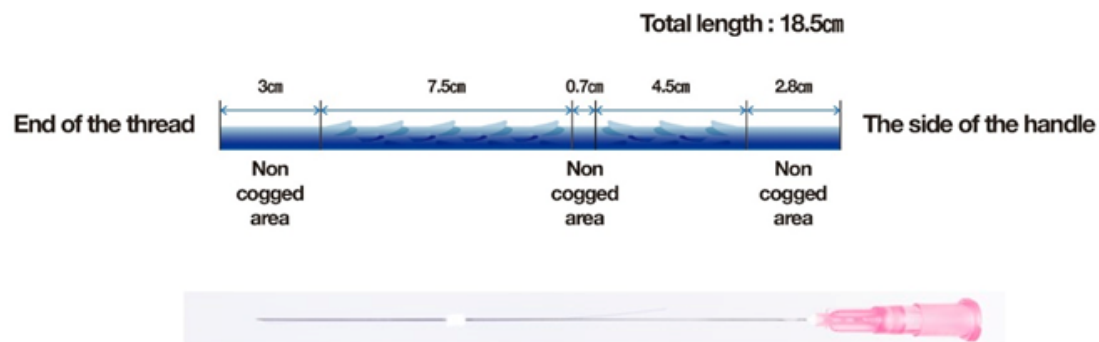 Total length : 18.5㎝
3㎝ 7.5㎝ 0.7㎝ 4.5㎝ 2.8㎝
End of the thread
The side of the handle
Non Non Non
cogged cogged cogged
area area area